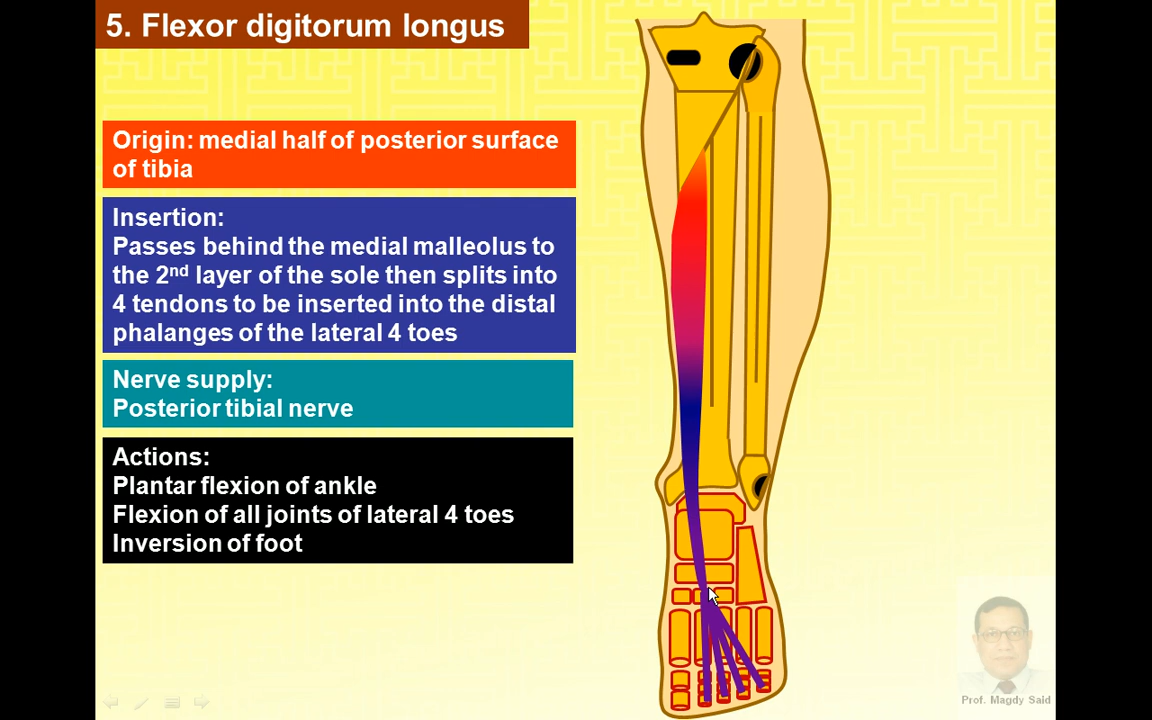 5. Flexor digitorum longus
Origin: medial half of posterior surface
of tibia
Insertion:
Passes behind the medial malleolus to
the 2nd layer of the sole then splits into
4 tendons to be inserted into the distal
phalanges of the lateral 4 toes
Nerve supply:
Posterior tibial nerve
Actions:
Plantar flexion of ankle
Flexion of all joints of lateral 4 toes
Inversion of foot
Prof. Magdy Said